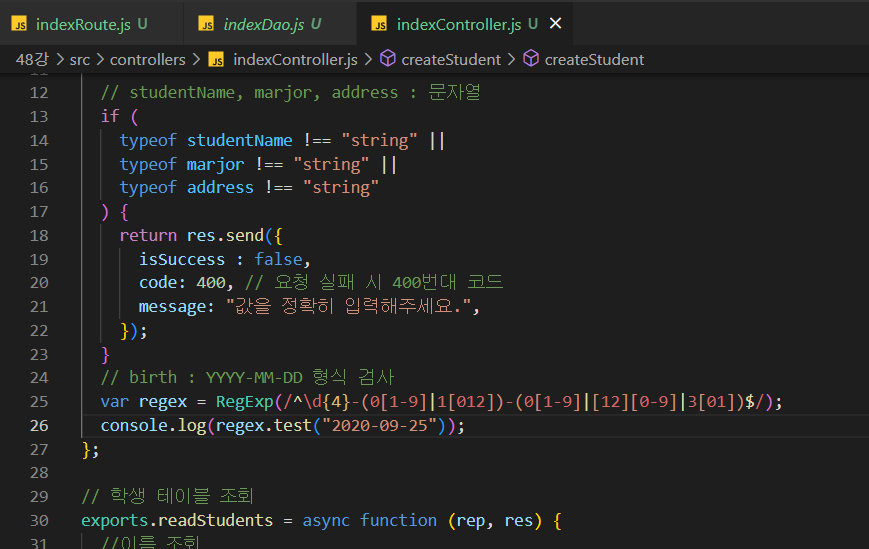 JS indexRoute.js U JS indexDao.js U JS indexController.js U ×
48강 > src > controllers > JS indexController.js > createStudent > createStudent
12 // studentName, marjor, address : 문자열
13 if (
14 typeof studentName !== "string" ||
15 typeof marjor !== "string" ||
16 typeof address !== "string"
17 ) {
18 return res.send({
19 isSuccess : false,
20 code: 400, // 요청 실패 시 400번대 코드
21 message: "값을 정확히 입력해주세요.",
22 });
23 }
24 // birth : YYYY-MM-DD 형식 검사
25 var regex = RegExp(/^\d{4}-(0[1-9]|1[012])-(0[1-9]|[12][0-9]|3[01])$/);
26 console.log(regex.test("2020-09-25"));
27 };
28
29 // 학생 테이블 조회
30 exports.readStudents = async function (rep, res) {
31 //이름 조회